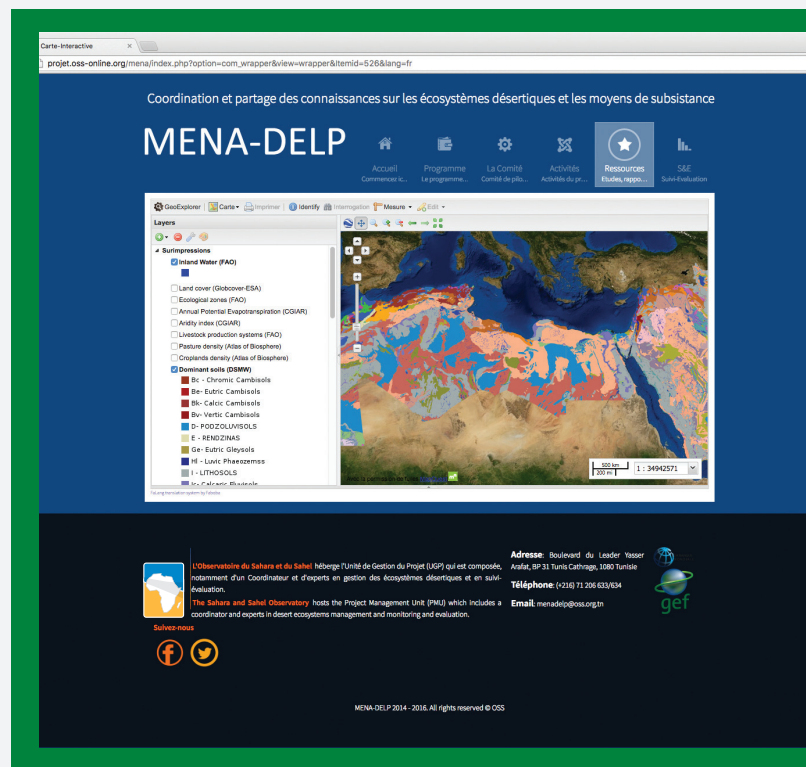 Carte-Interactive
projet.oss-online.org/mena/index.php?option=com_wrapper&view=wrapper&Itemid=526&lang=fr
Coordination et partage des connaissances sur les écosystèmes désertiques et les moyens de subsistance
MENA-DELP
Accueil
Commencez ic...
Programme
Le programme...
La Comité
Comité de pilo...
Activités
Activités du pr...
Ressources
Etudes, rappo...
S&E
Suivi-Evaluation
GeoExplorer Carte Imprimer Identify Interrogation Mesure Edit
Layers
Surimpressions
Inland Water (FAO)
Land cover (Globcover-ESA)
Ecological zones (FAO)
Annual Potential Evapotranspiration (CGIAR)
Aridity index (CGIAR)
Livestock production systems (FAO)
Pasture density (Atlas of Biosphere)
Croplands density (Atlas of Biosphere)
Dominant soils (DSMW)
Bc - Chromic Cambisols
Be- Eutric Cambisols
Bk- Calcic Cambisols
Bv- Vertic Cambisols
D- PODZOLUVISOLS
E - RENDZINAS
Ge- Eutric Gleysols
Hl - Luvic Phaeozemss
I - LITHOSOLS
Jc- Calcaric Fluvisols
500 km
200 mi
1 : 34942571
FaLang translation system by Faboba
L'Observatoire du Sahara et du Sahel héberge l'Unité de Gestion du Projet (UGP) qui est composée,
notamment d'un Coordinateur et d'experts en gestion des écosystèmes désertiques et en suivi-
évaluation.
The Sahara and Sahel Observatory hosts the Project Management Unit (PMU) which includes a
coordinator and experts in desert ecosystems management and monitoring and evaluation.
Adresse: Boulevard du Leader Yasser
Arafat, BP 31 Tunis Cathrage, 1080 Tunisie
Téléphone: (+216) 71 206 633/634
Email: menadelp@oss.org.tn
gef
Suivez-nous
MENA-DELP 2014 - 2016. All rights reserved © OSS